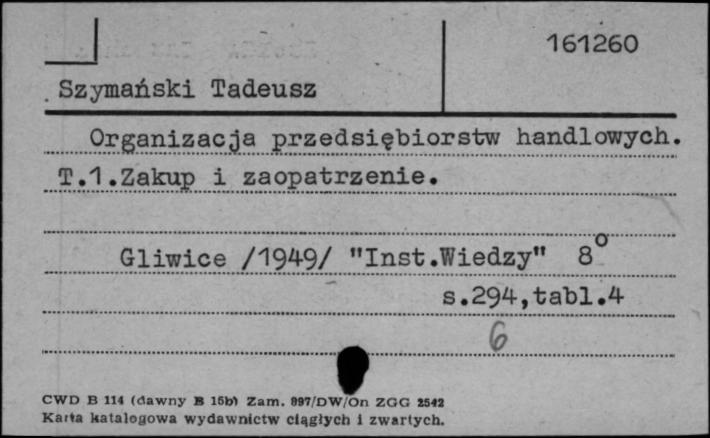 161260
Szymański Tadeusz
Organizacja przedsiębiorstw handlowych.
T.1.Zakup i zaopatrzenie.
Gliwice /1949/ "Inst.Wiedzy" 8°
s.294,tabl.4
6
CWD B 114 (dawny B 15b) Zam. 897/DW/On ZGG 2542
Karta katalogowa wydawnictw ciągłych i zwartych.